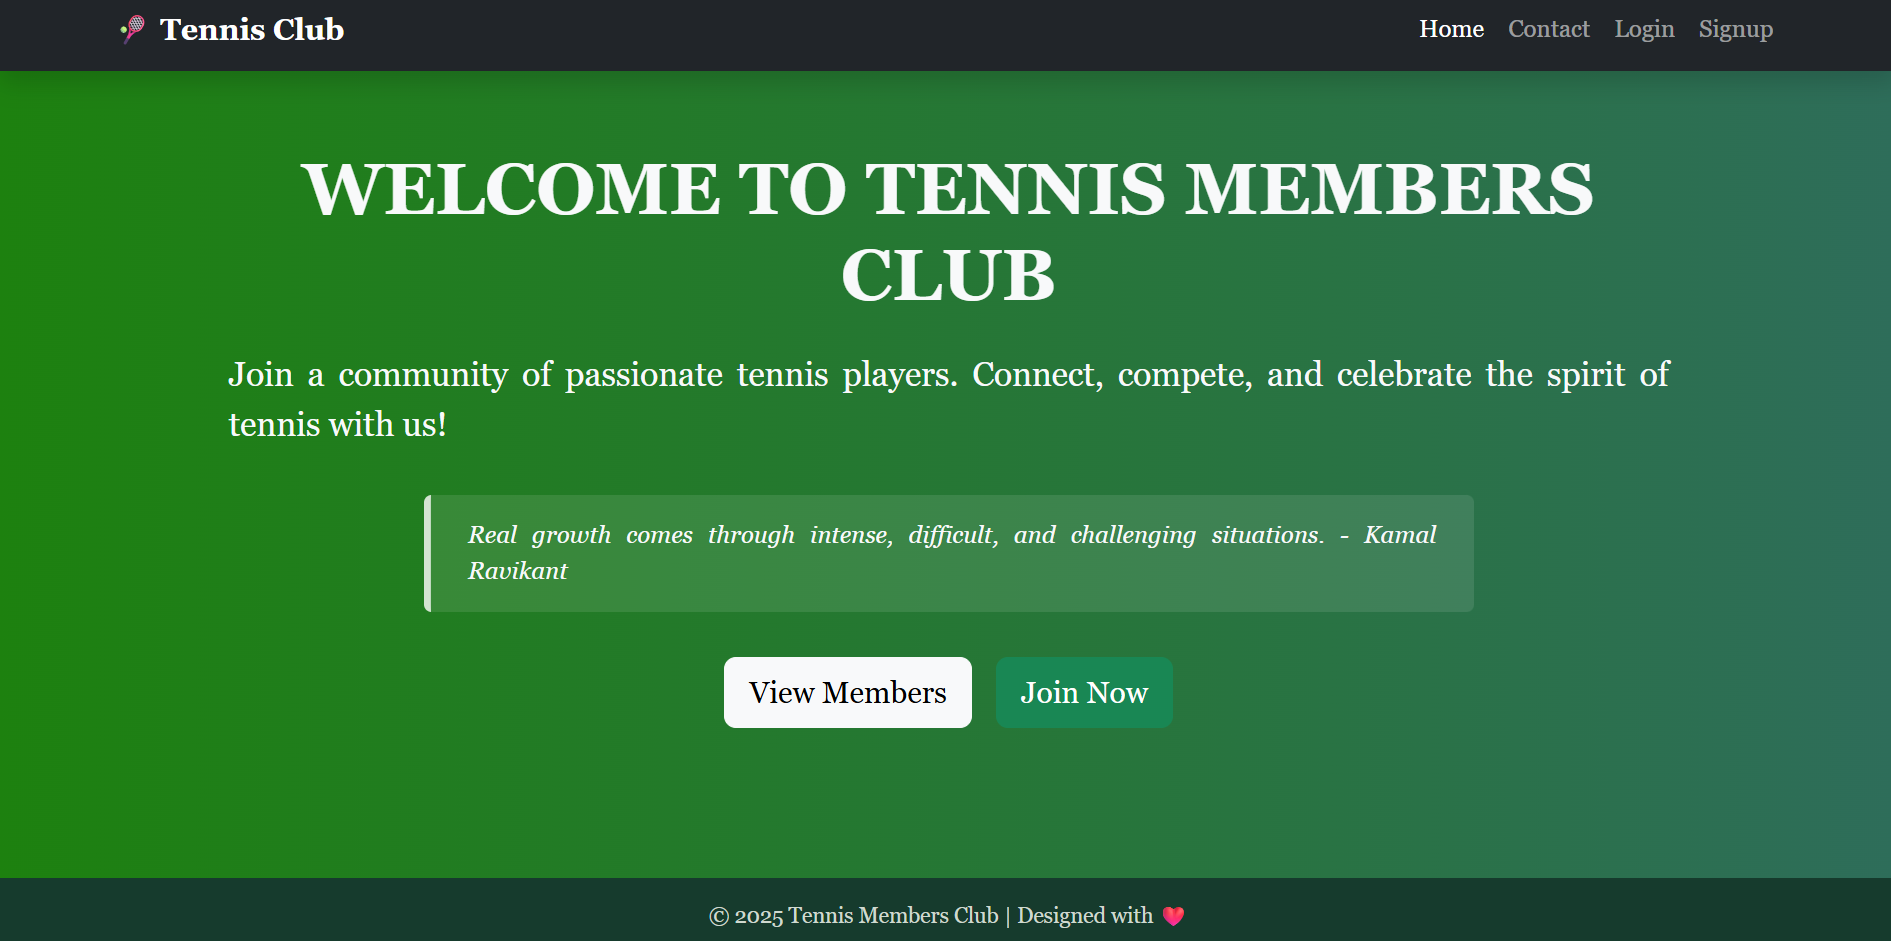 Tennis Club
Home Contact Login Signup
WELCOME TO TENNIS MEMBERS
CLUB
Join a community of passionate tennis players. Connect, compete, and celebrate the spirit of
tennis with us!
Real growth comes through intense, difficult, and challenging situations. - Kamal
Ravikant
View Members
Join Now
© 2025 Tennis Members Club | Designed with